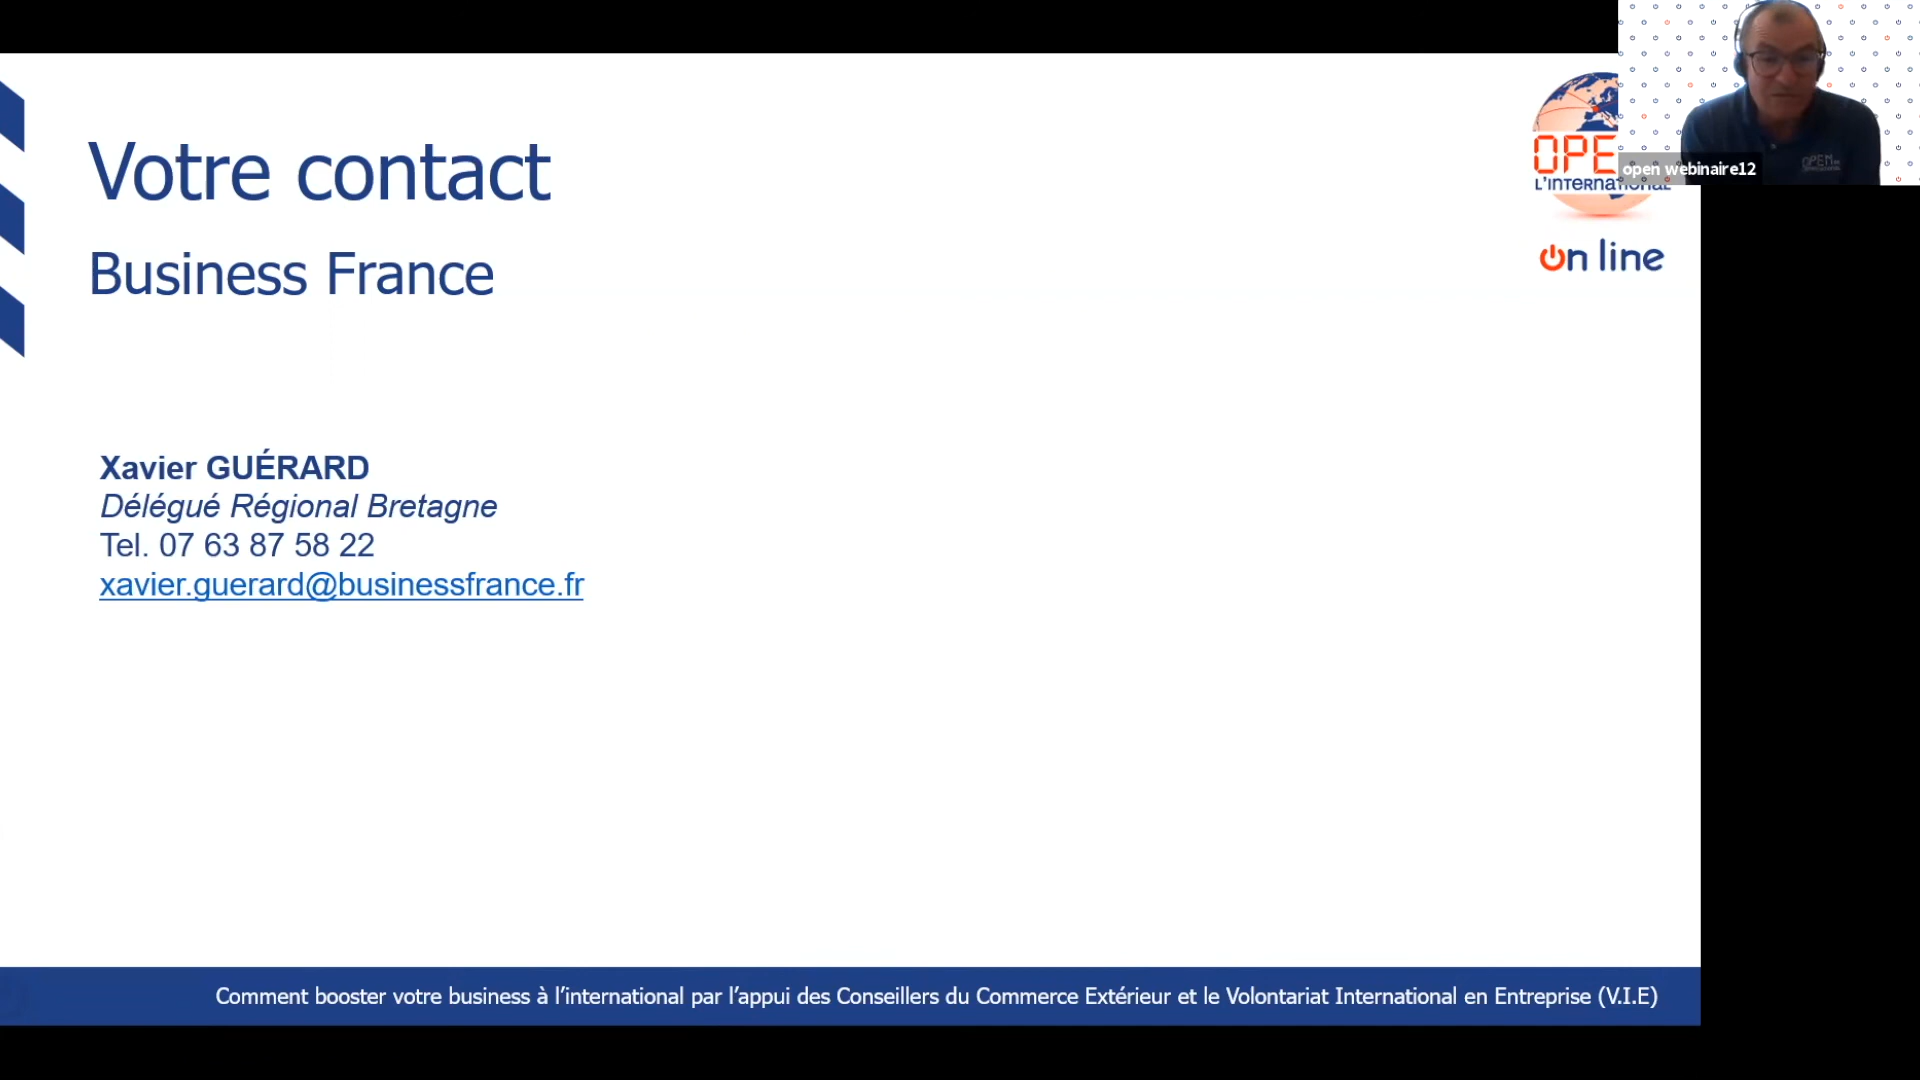 Votre contact
Business France
OPE
L'INTERNATIONAL
on line
open webinaire12
OPEN
Xavier GUÉRARD
Délégué Régional Bretagne
Tel. 07 63 87 58 22
xavier.guerard@businessfrance.fr
Comment booster votre business à l’international par l’appui des Conseillers du Commerce Extérieur et le Volontariat International en Entreprise (V.I.E)